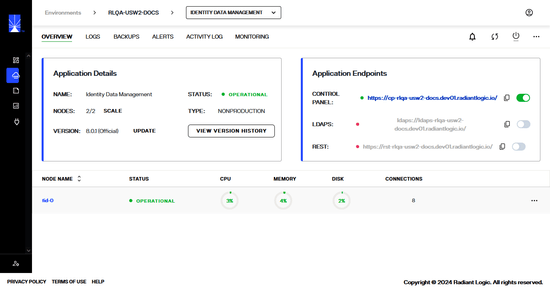 Environments > RLQA-USW2-DOCS > IDENTITY DATA MANAGEMENT
OVERVIEW LOGS BACKUPS ALERTS ACTIVITY LOG MONITORING
Application Details
NAME: Identity Data Management STATUS: OPERATIONAL
NODES: 2/2 SCALE TYPE: NONPRODUCTION
VERSION: 8.0.1 (Official) UPDATE VIEW VERSION HISTORY
Application Endpoints
CONTROL PANEL: https://cp-rlqa-usw2-docs.dev01.radiantlogic.io/
LDAPS: ldaps://ldaps-rlqa-usw2-
docs.dev01.radiantlogic.io/
REST: https://rst-rlqa-usw2-docs.dev01.radiantlogic.io/
NODE NAME STATUS CPU MEMORY DISK CONNECTIONS
fid-0 OPERATIONAL 3% 4% 2% 8
PRIVACY POLICY TERMS OF USE HELP Copyright © 2024 Radiant Logic. All Rights Reserved.